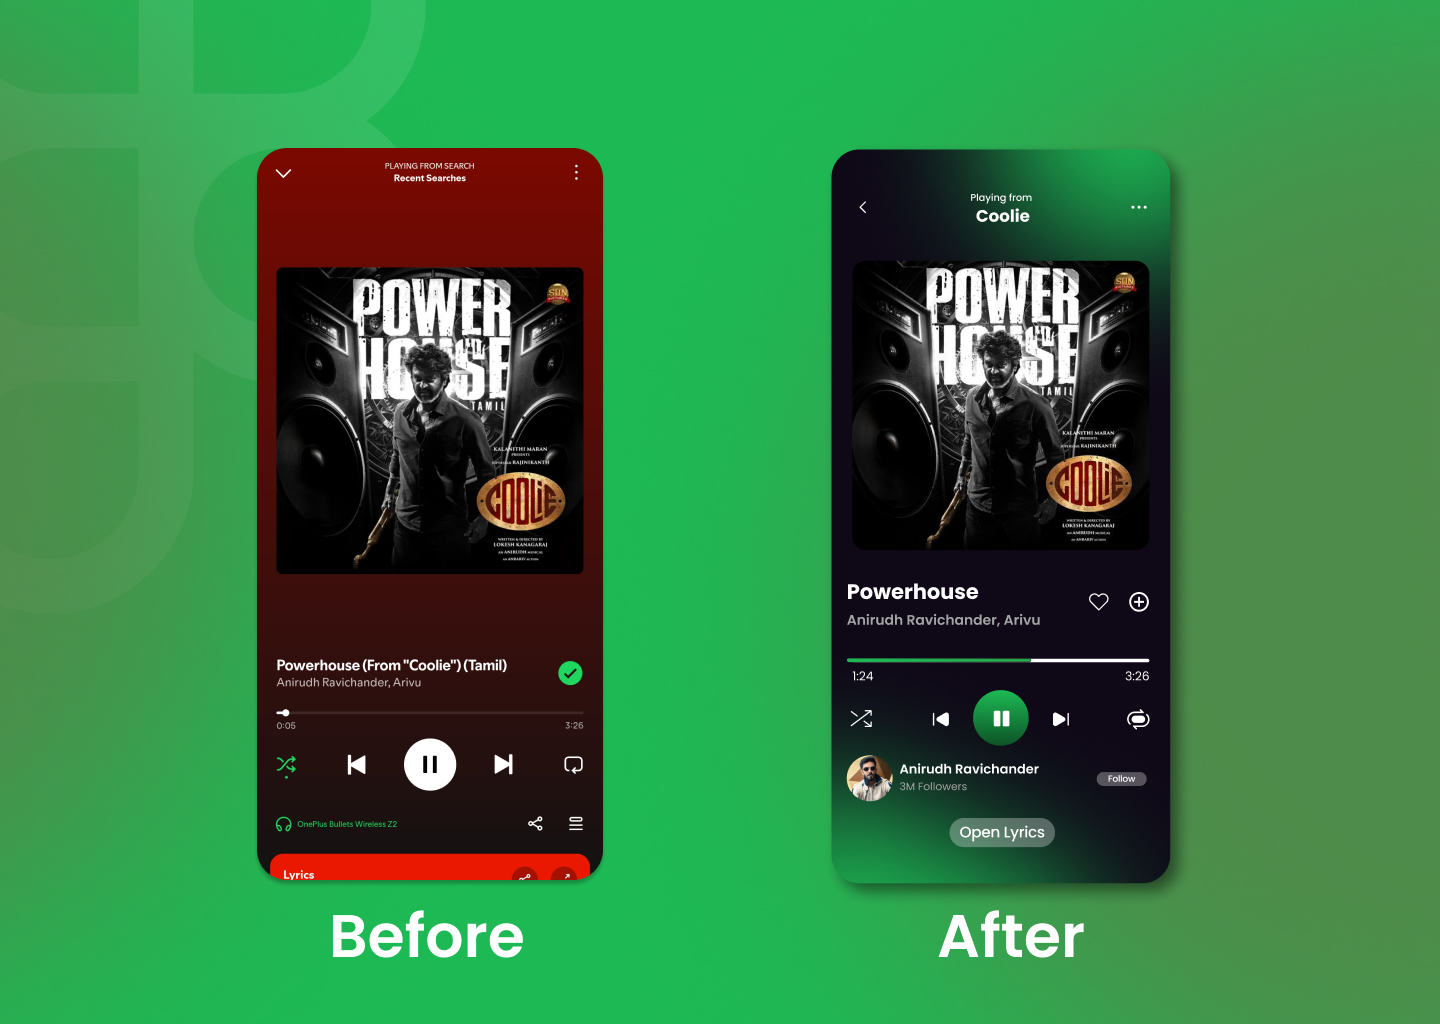 PLAYING FROM SEARCH
Recent Searches
POWER
HOUSE
TAMIL
SUN
PICTURES
KALANITHI MARAN
PRESENTS
SUPERSTAR RAJINIKANTH
COOLIE
WRITTEN & DIRECTED BY
LOKESH KANAGARAJ
AN ANIRUDH MUSICAL
AN ANBARIV ACTION
Powerhouse (From "Coolie") (Tamil)
Anirudh Ravichander, Arivu
0:05
3:26
OnePlus Bullets Wireless Z2
Lyrics
Before
Playing from
Coolie
POWER
HOUSE
TAMIL
SUN
PICTURES
KALANITHI MARAN
PRESENTS
SUPERSTAR RAJINIKANTH
COOLIE
WRITTEN & DIRECTED BY
LOKESH KANAGARAJ
AN ANIRUDH MUSICAL
AN ANBARIV ACTION
Powerhouse
Anirudh Ravichander, Arivu
1:24
3:26
Anirudh Ravichander
3M Followers
Follow
Open Lyrics
After